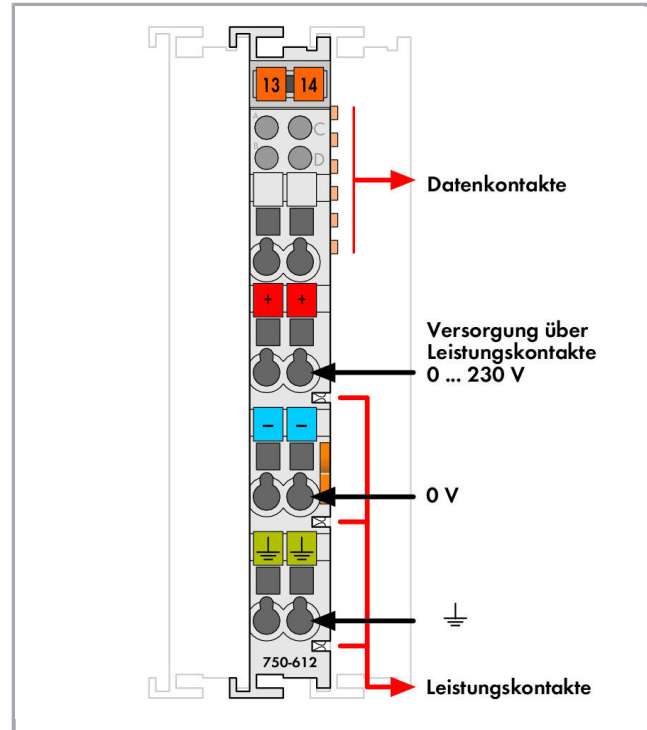 13 14
A C
B D
Datenkontakte
+ +
Versorgung über
Leistungskontakte
0 ... 230 V
− −
0 V
750-612
Leistungskontakte